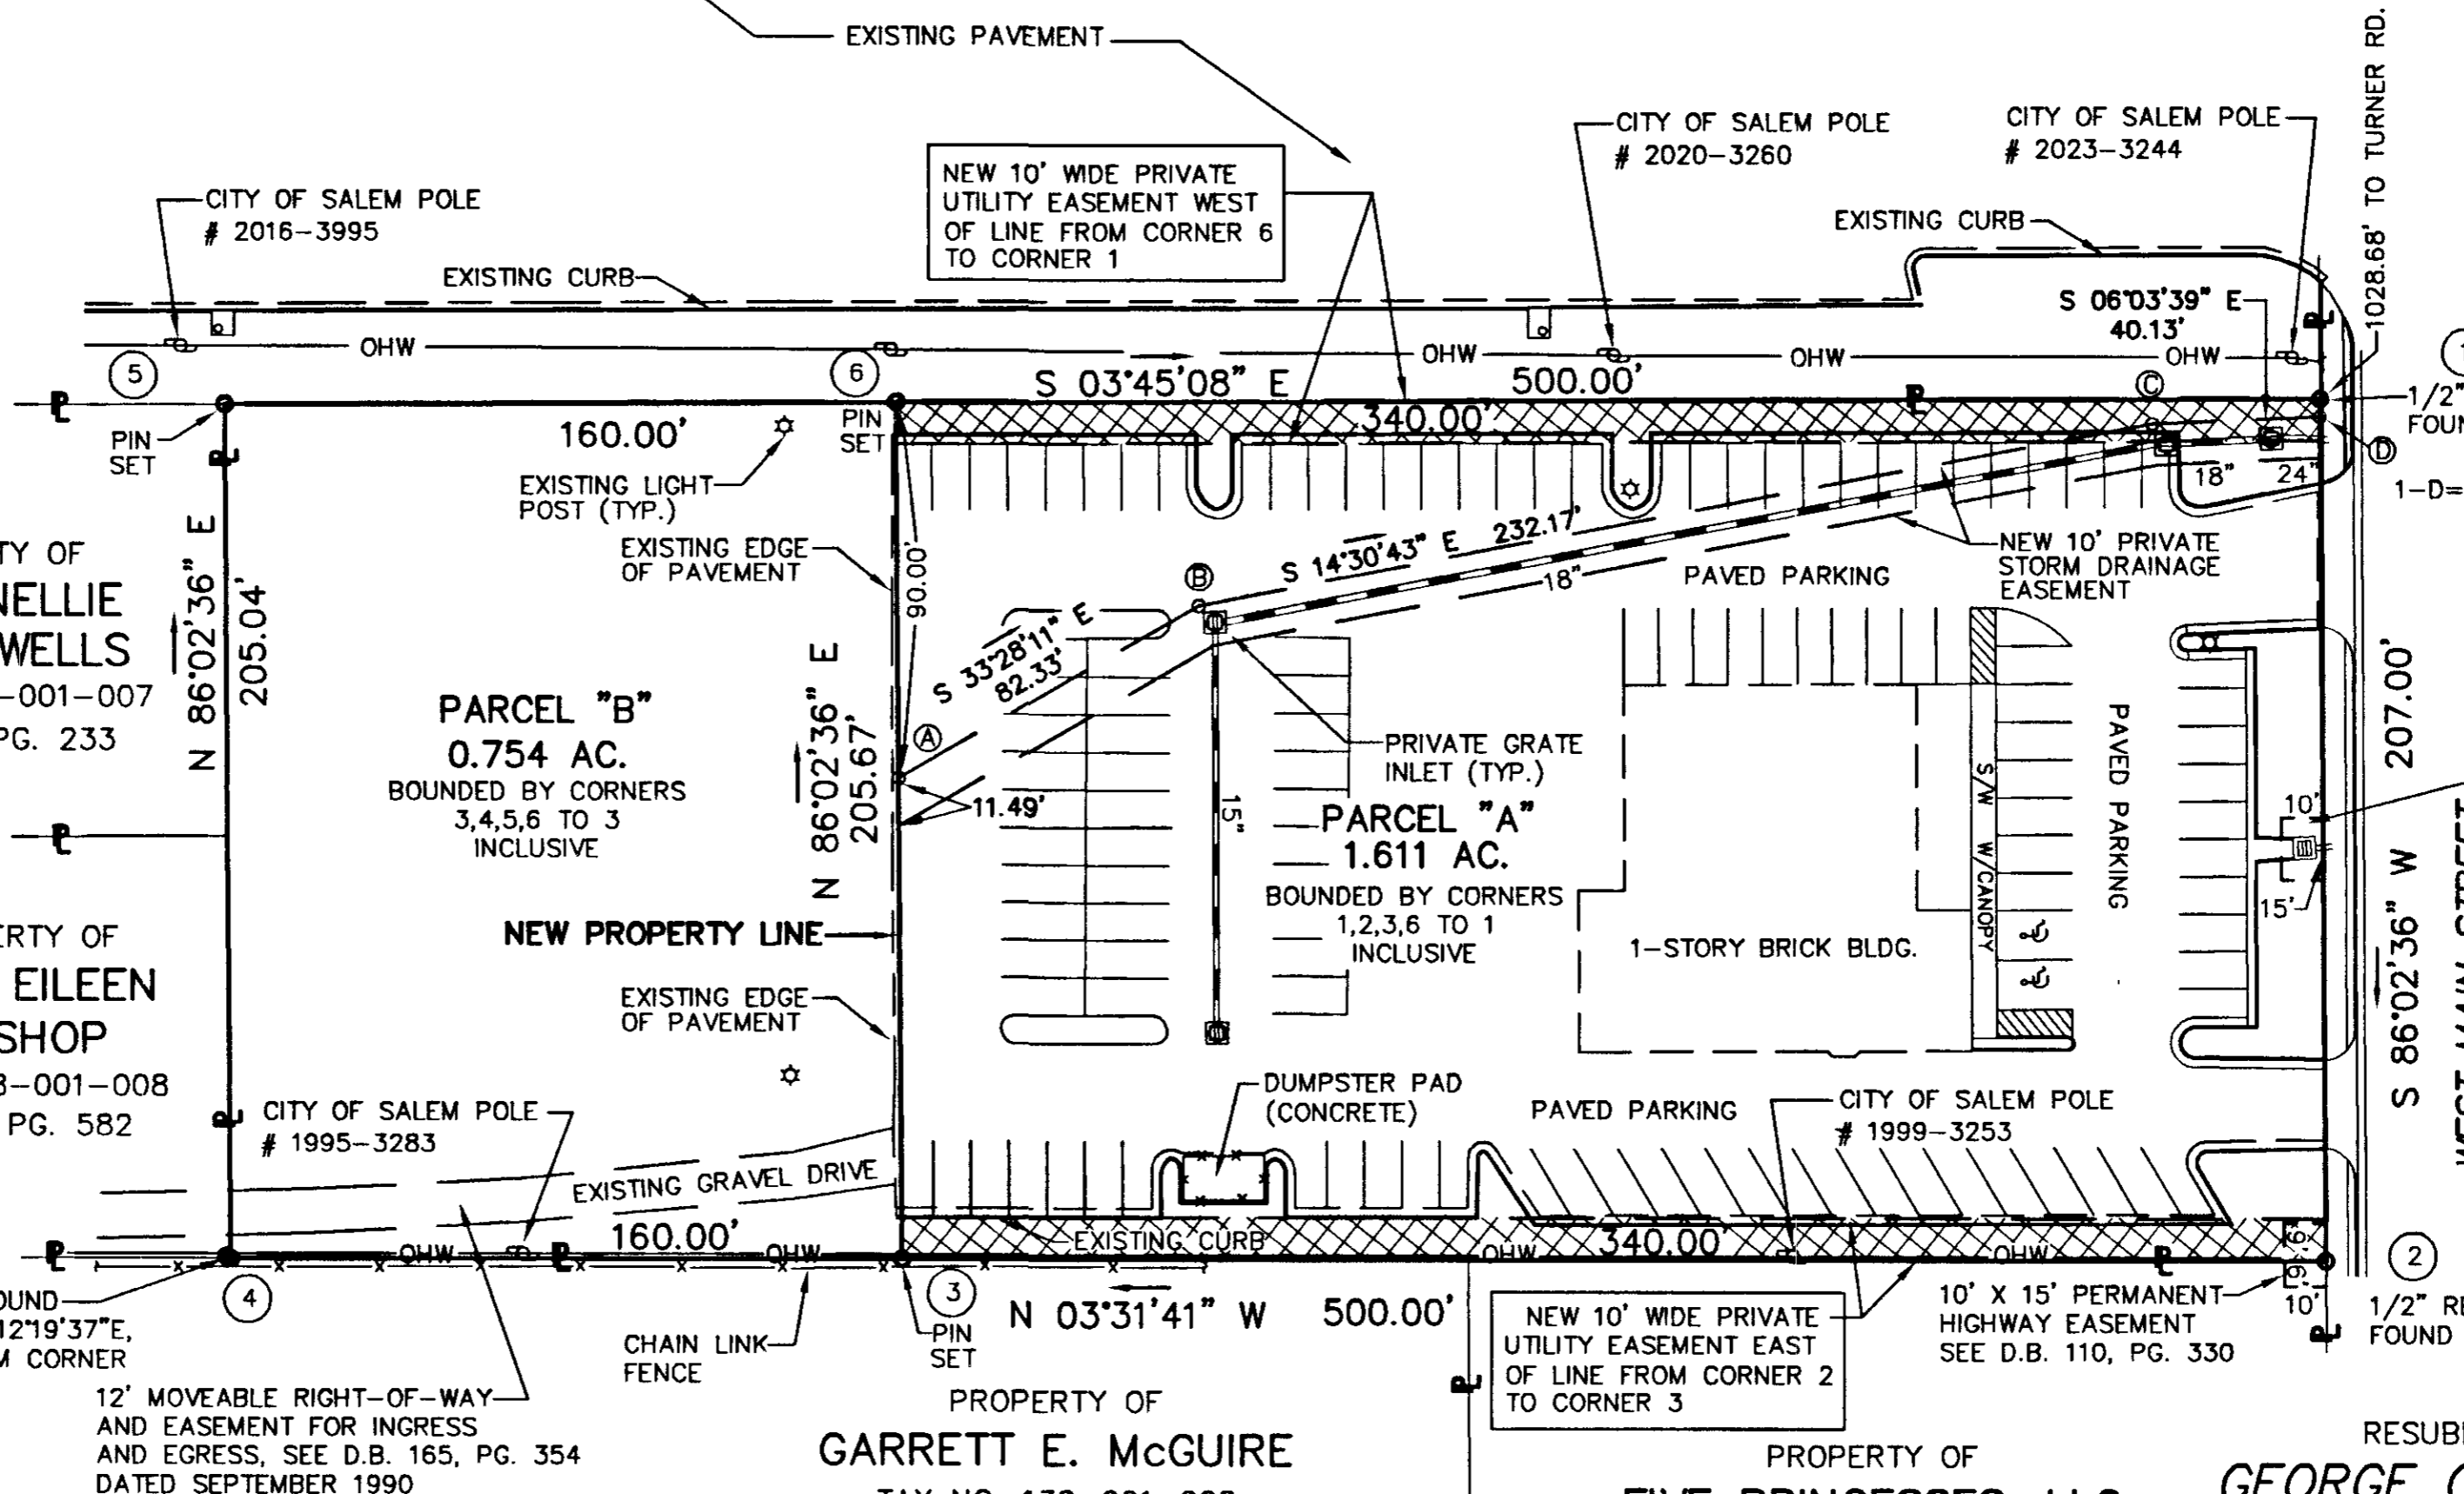 EXISTING PAVEMENT
1028.68' TO TURNER RD.
CITY OF SALEM POLE
# 2020-3260
CITY OF SALEM POLE
# 2023-3244
NEW 10' WIDE PRIVATE
UTILITY EASEMENT WEST
OF LINE FROM CORNER 6
TO CORNER 1
CITY OF SALEM POLE
# 2016-3995
EXISTING CURB
EXISTING CURB
S 06°03'39" E
40.13'
OHW
OHW
OHW
OHW
5
6
S 03°45'08" E
500.00'
C
1/2"
PIN
SET
160.00'
PIN
SET
340.00'
D
1-D=
18"
24"
EXISTING LIGHT
POST (TYP.)
EXISTING EDGE
OF PAVEMENT
90.00'
S 14°30'43" E 232.17'
18"
NEW 10' PRIVATE
STORM DRAINAGE
EASEMENT
PAVED PARKING
B
S 33°28'11" E
82.33'
A
11.49'
N 86°02'36" E
205.04'
OF
NELLIE
WELLS
-001-007
PG. 233
PARCEL "B"
0.754 AC.
BOUNDED BY CORNERS
3,4,5,6 TO 3
INCLUSIVE
N 86°02'36" E
205.67'
PRIVATE GRATE
INLET (TYP.)
15"
PARCEL "A"
1.611 AC.
BOUNDED BY CORNERS
1,2,3,6 TO 1
INCLUSIVE
S/W W/CANOPY
PAVED PARKING
207.00'
S 86°02'36" W
10'
15'
1-STORY BRICK BLDG.
NEW PROPERTY LINE
OF
EILEEN
-001-008
PG. 582
EXISTING EDGE
OF PAVEMENT
DUMPSTER PAD
(CONCRETE)
PAVED PARKING
CITY OF SALEM POLE
# 1999-3253
CITY OF SALEM POLE
# 1995-3283
EXISTING GRAVEL DRIVE
160.00'
OHW
OHW
EXISTING CURB
OHW
340.00'
OHW
6'
6'
10'
4
3
2
N 03°31'41" W
500.00'
12°19'37"E,
CORNER
CHAIN LINK
FENCE
PIN
SET
NEW 10' WIDE PRIVATE
UTILITY EASEMENT EAST
OF LINE FROM CORNER 2
TO CORNER 3
10' X 15' PERMANENT
HIGHWAY EASEMENT
SEE D.B. 110, PG. 330
1/2"
FOUND
12' MOVEABLE RIGHT-OF-WAY
AND EASEMENT FOR INGRESS
AND EGRESS, SEE D.B. 165, PG. 354
DATED SEPTEMBER 1990
PROPERTY OF
GARRETT E. McGUIRE
PROPERTY OF
FIVE PRINCESSES, LLC
GEORGE